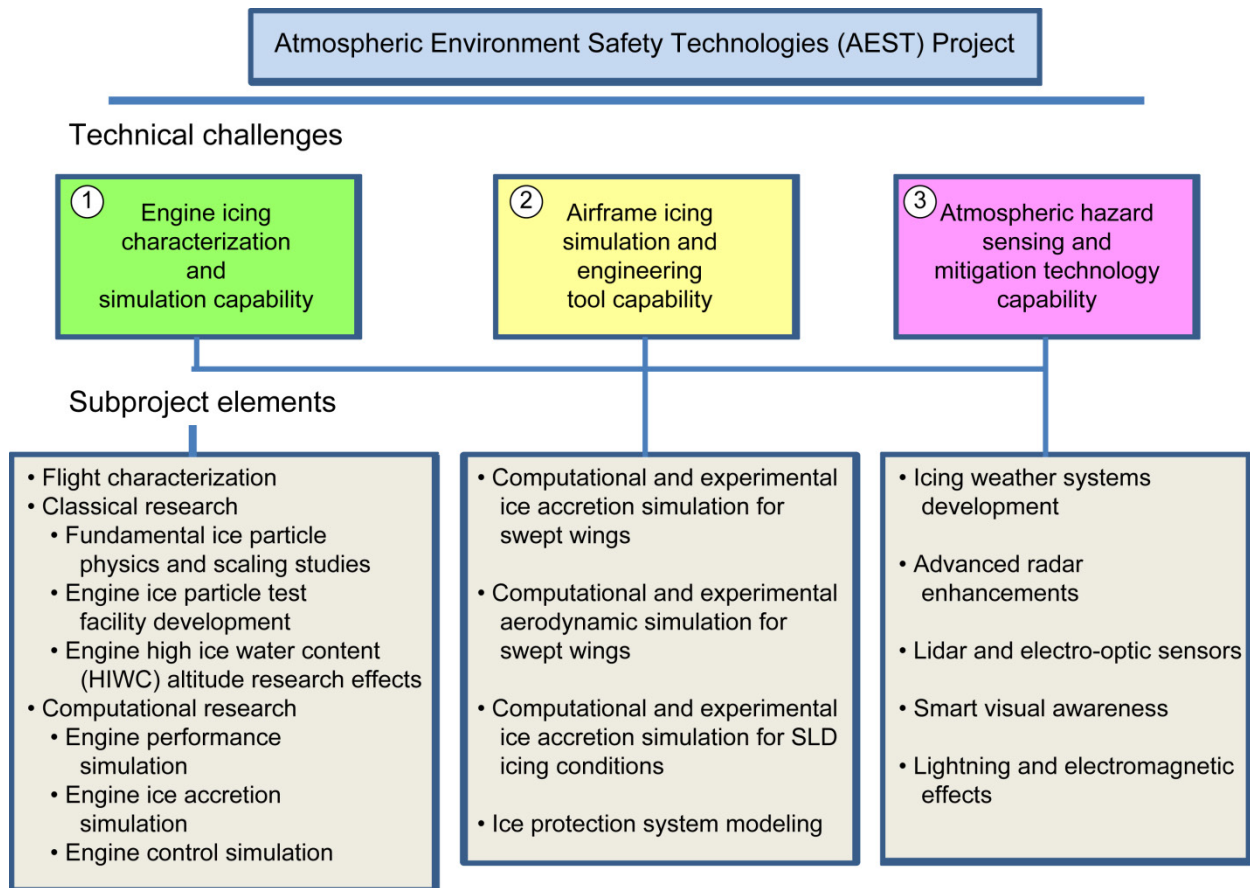 Atmospheric Environment Safety Technologies (AEST) Project
Technical challenges
1
Engine icing
characterization
and
simulation capability
2
Airframe icing
simulation and
engineering
tool capability
3
Atmospheric hazard
sensing and
mitigation technology
capability
Subproject elements
• Flight characterization
• Classical research
• Fundamental ice particle
physics and scaling studies
• Engine ice particle test
facility development
• Engine high ice water content
(HIWC) altitude research effects
• Computational research
• Engine performance
simulation
• Engine ice accretion
simulation
• Engine control simulation
• Computational and experimental
ice accretion simulation for
swept wings
• Computational and experimental
aerodynamic simulation for
swept wings
• Computational and experimental
ice accretion simulation for SLD
icing conditions
• Ice protection system modeling
• Icing weather systems
development
• Advanced radar
enhancements
• Lidar and electro-optic sensors
• Smart visual awareness
• Lightning and electromagnetic
effects